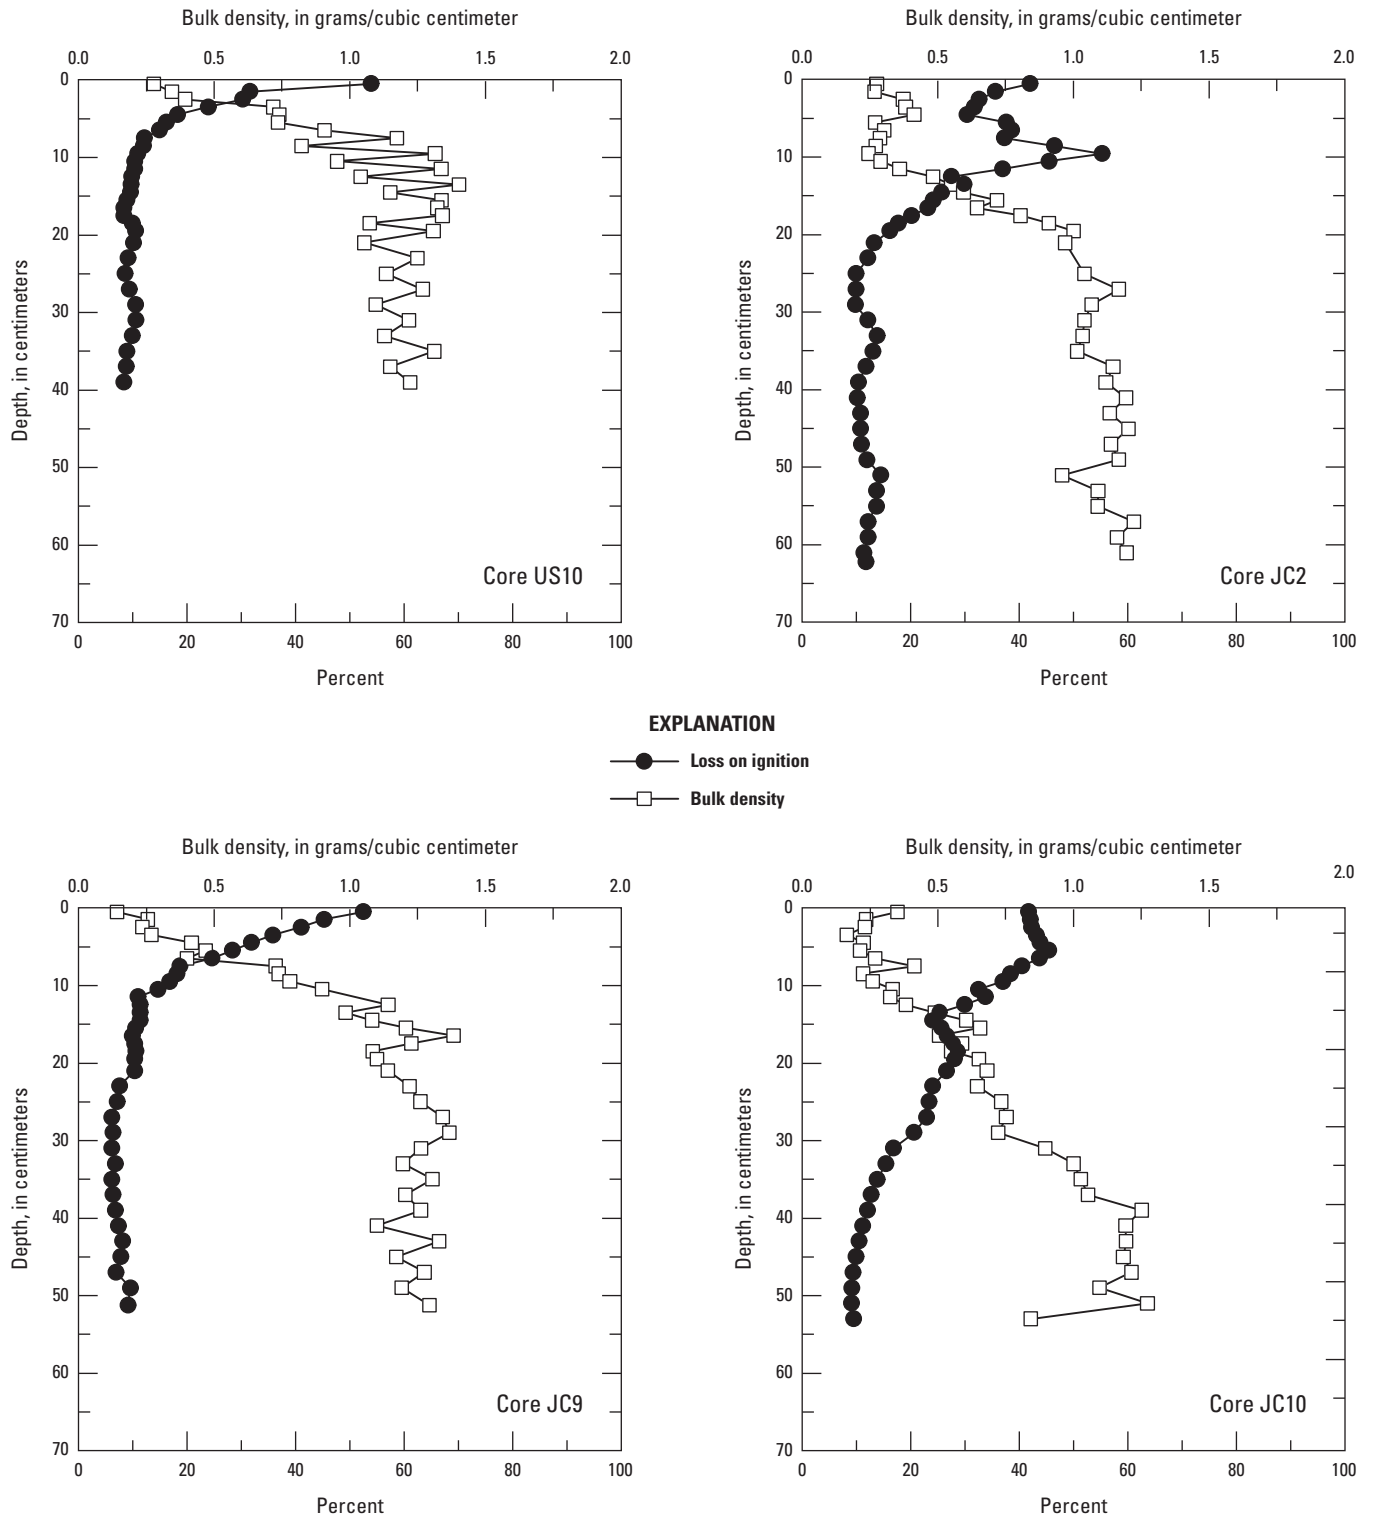 Bulk density, in grams/cubic centimeter
0.0 0.5 1.0 1.5 2.0
0
10
20
30
40
50
60
70
Depth, in centimeters
Core US10
0 20 40 60 80 100
Percent
Bulk density, in grams/cubic centimeter
0.0 0.5 1.0 1.5 2.0
0
10
20
30
40
50
60
70
Depth, in centimeters
Core JC2
0 20 40 60 80 100
Percent
EXPLANATION
Loss on ignition
Bulk density
Bulk density, in grams/cubic centimeter
0.0 0.5 1.0 1.5 2.0
0
10
20
30
40
50
60
70
Depth, in centimeters
Core JC9
0 20 40 60 80 100
Percent
Bulk density, in grams/cubic centimeter
0.0 0.5 1.0 1.5 2.0
0
10
20
30
40
50
60
70
Depth, in centimeters
Core JC10
0 20 40 60 80 100
Percent